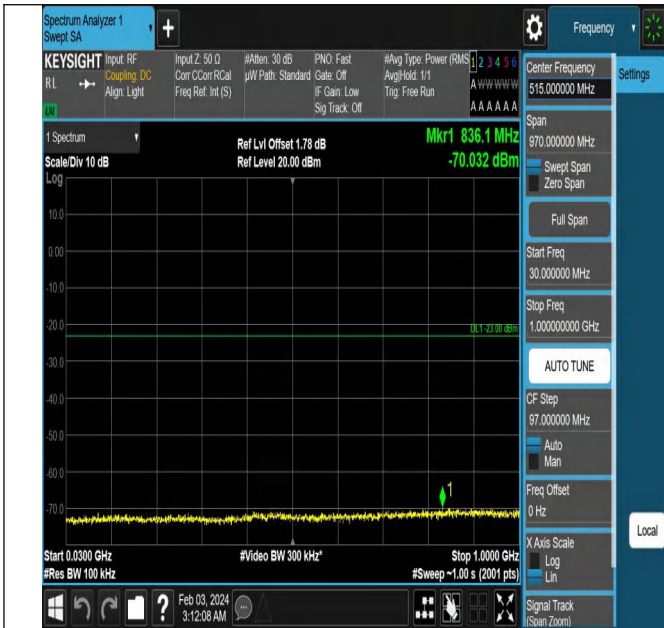 Spectrum Analyzer 1
Swept SA
Frequency
KEYSIGHT
RL
LXI
Input: RF
Coupling: DC
Align: Light
Input Z: 50 Ω
Corr CCorr RCal
Freq Ref: Int (S)
#Atten: 30 dB
µW Path: Standard
PNO: Fast
Gate: Off
IF Gain: Low
Sig Track: Off
#Avg Type: Power (RMS
Avg|Hold: 1/1
Trig: Free Run
1 2 3 4 5 6
A W W W W W
A A A A A A
1 Spectrum
Scale/Div 10 dB
Log
Ref Lvl Offset 1.78 dB
Ref Level 20.00 dBm
Mkr1 836.1 MHz
-70.032 dBm
10.0
0.00
-10.0
-20.0
DL1 -23.00 dBm
-30.0
-40.0
-50.0
-60.0
1
-70.0
Start 0.0300 GHz
#Res BW 100 kHz
#Video BW 300 kHz*
Stop 1.0000 GHz
#Sweep ~1.00 s (2001 pts)
Center Frequency
515.000000 MHz
Settings
Span
970.000000 MHz
Swept Span
Zero Span
Full Span
Start Freq
30.000000 MHz
Stop Freq
1.000000000 GHz
AUTO TUNE
CF Step
97.000000 MHz
Auto
Man
Freq Offset
0 Hz
X Axis Scale
Log
Lin
Local
Signal Track
(Span Zoom)
?
Feb 03, 2024
3:12:08 AM